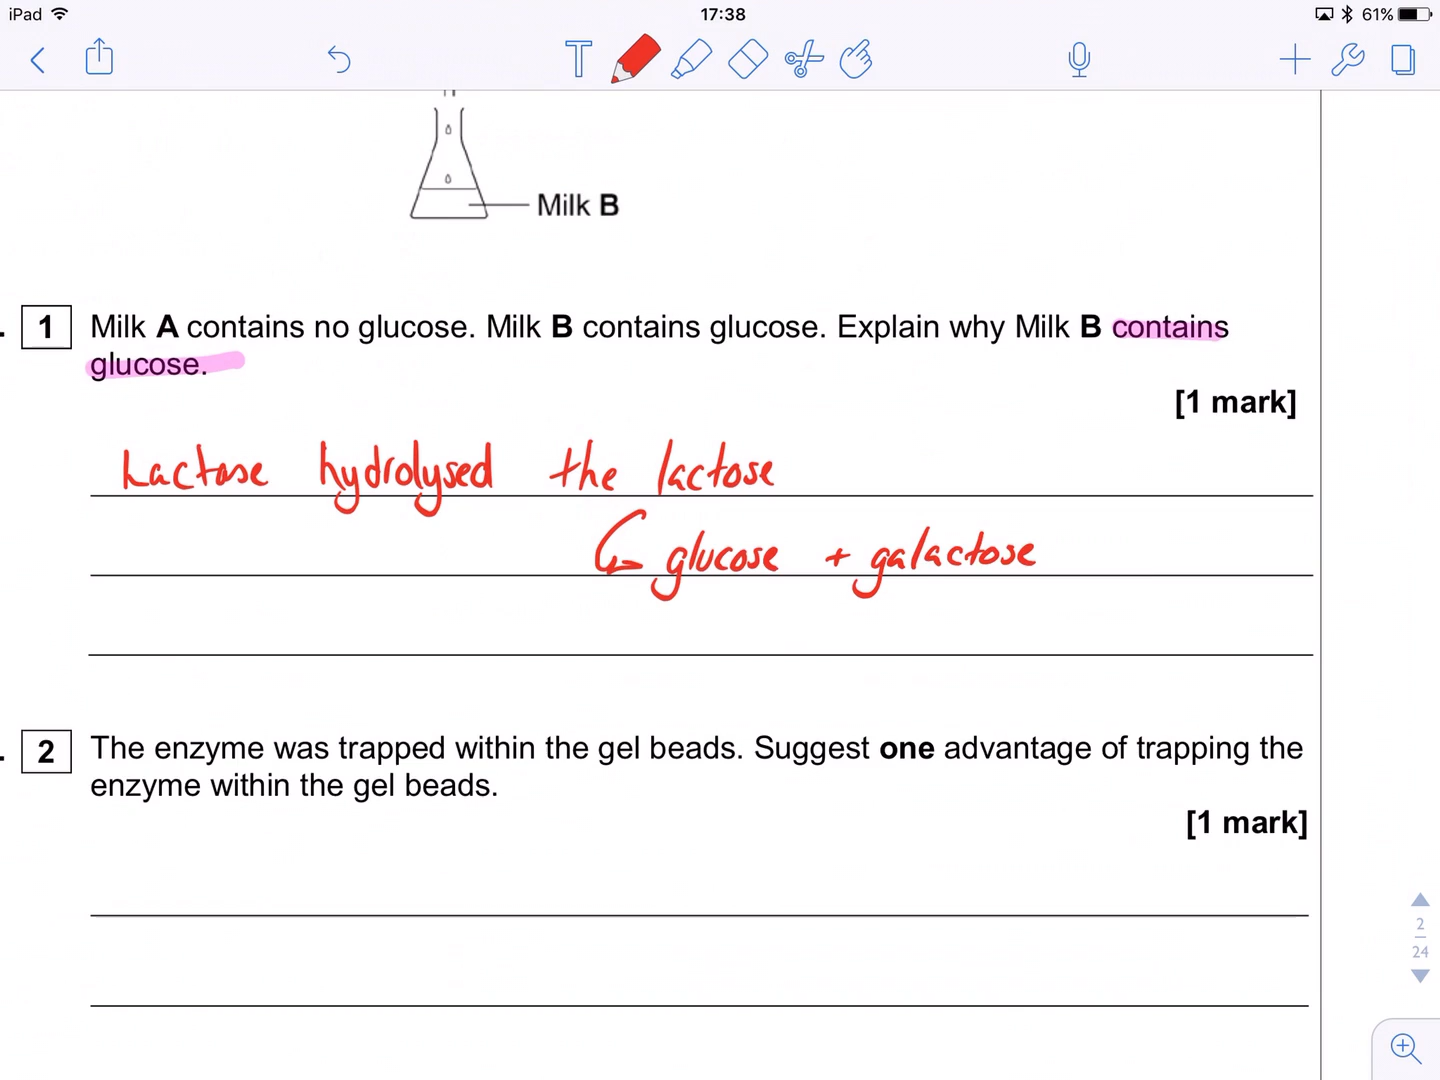 iPad
17:38
61%
T
Milk B
. 1 Milk A contains no glucose. Milk B contains glucose. Explain why Milk B contains
glucose.
[1 mark]
Lactase hydrolysed the lactose
↳ glucose + galactose
. 2 The enzyme was trapped within the gel beads. Suggest one advantage of trapping the
enzyme within the gel beads.
[1 mark]
2
24